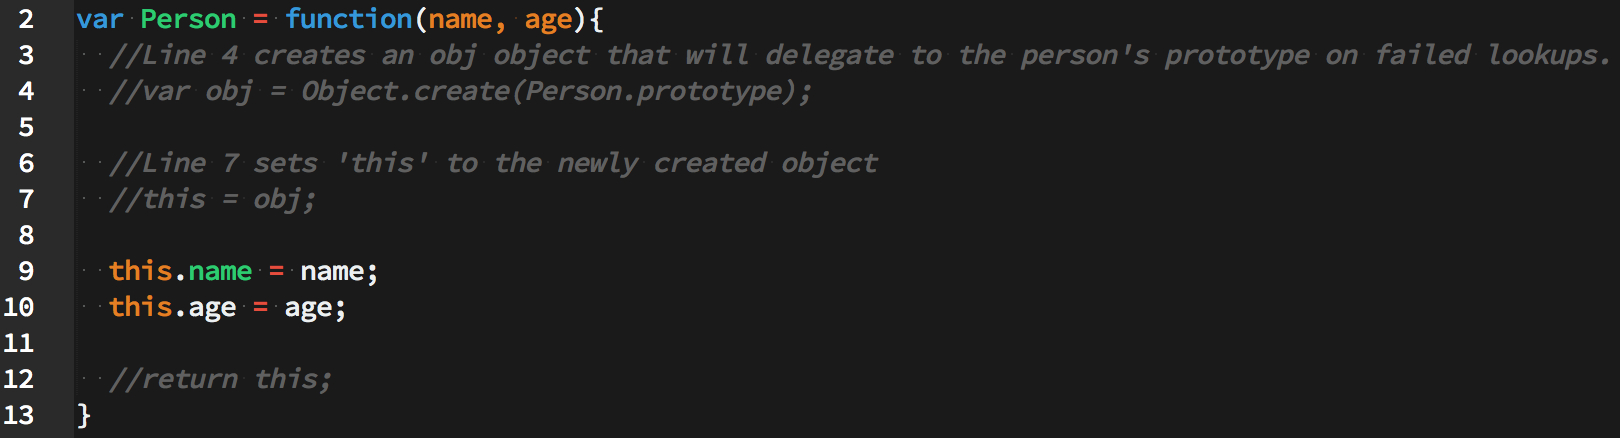 2 var Person = function(name, age){
3 //Line 4 creates an obj object that will delegate to the person's prototype on failed lookups.
4 //var obj = Object.create(Person.prototype);
5
6 //Line 7 sets 'this' to the newly created object
7 //this = obj;
8
9 this.name = name;
10 this.age = age;
11
12 //return this;
13 }